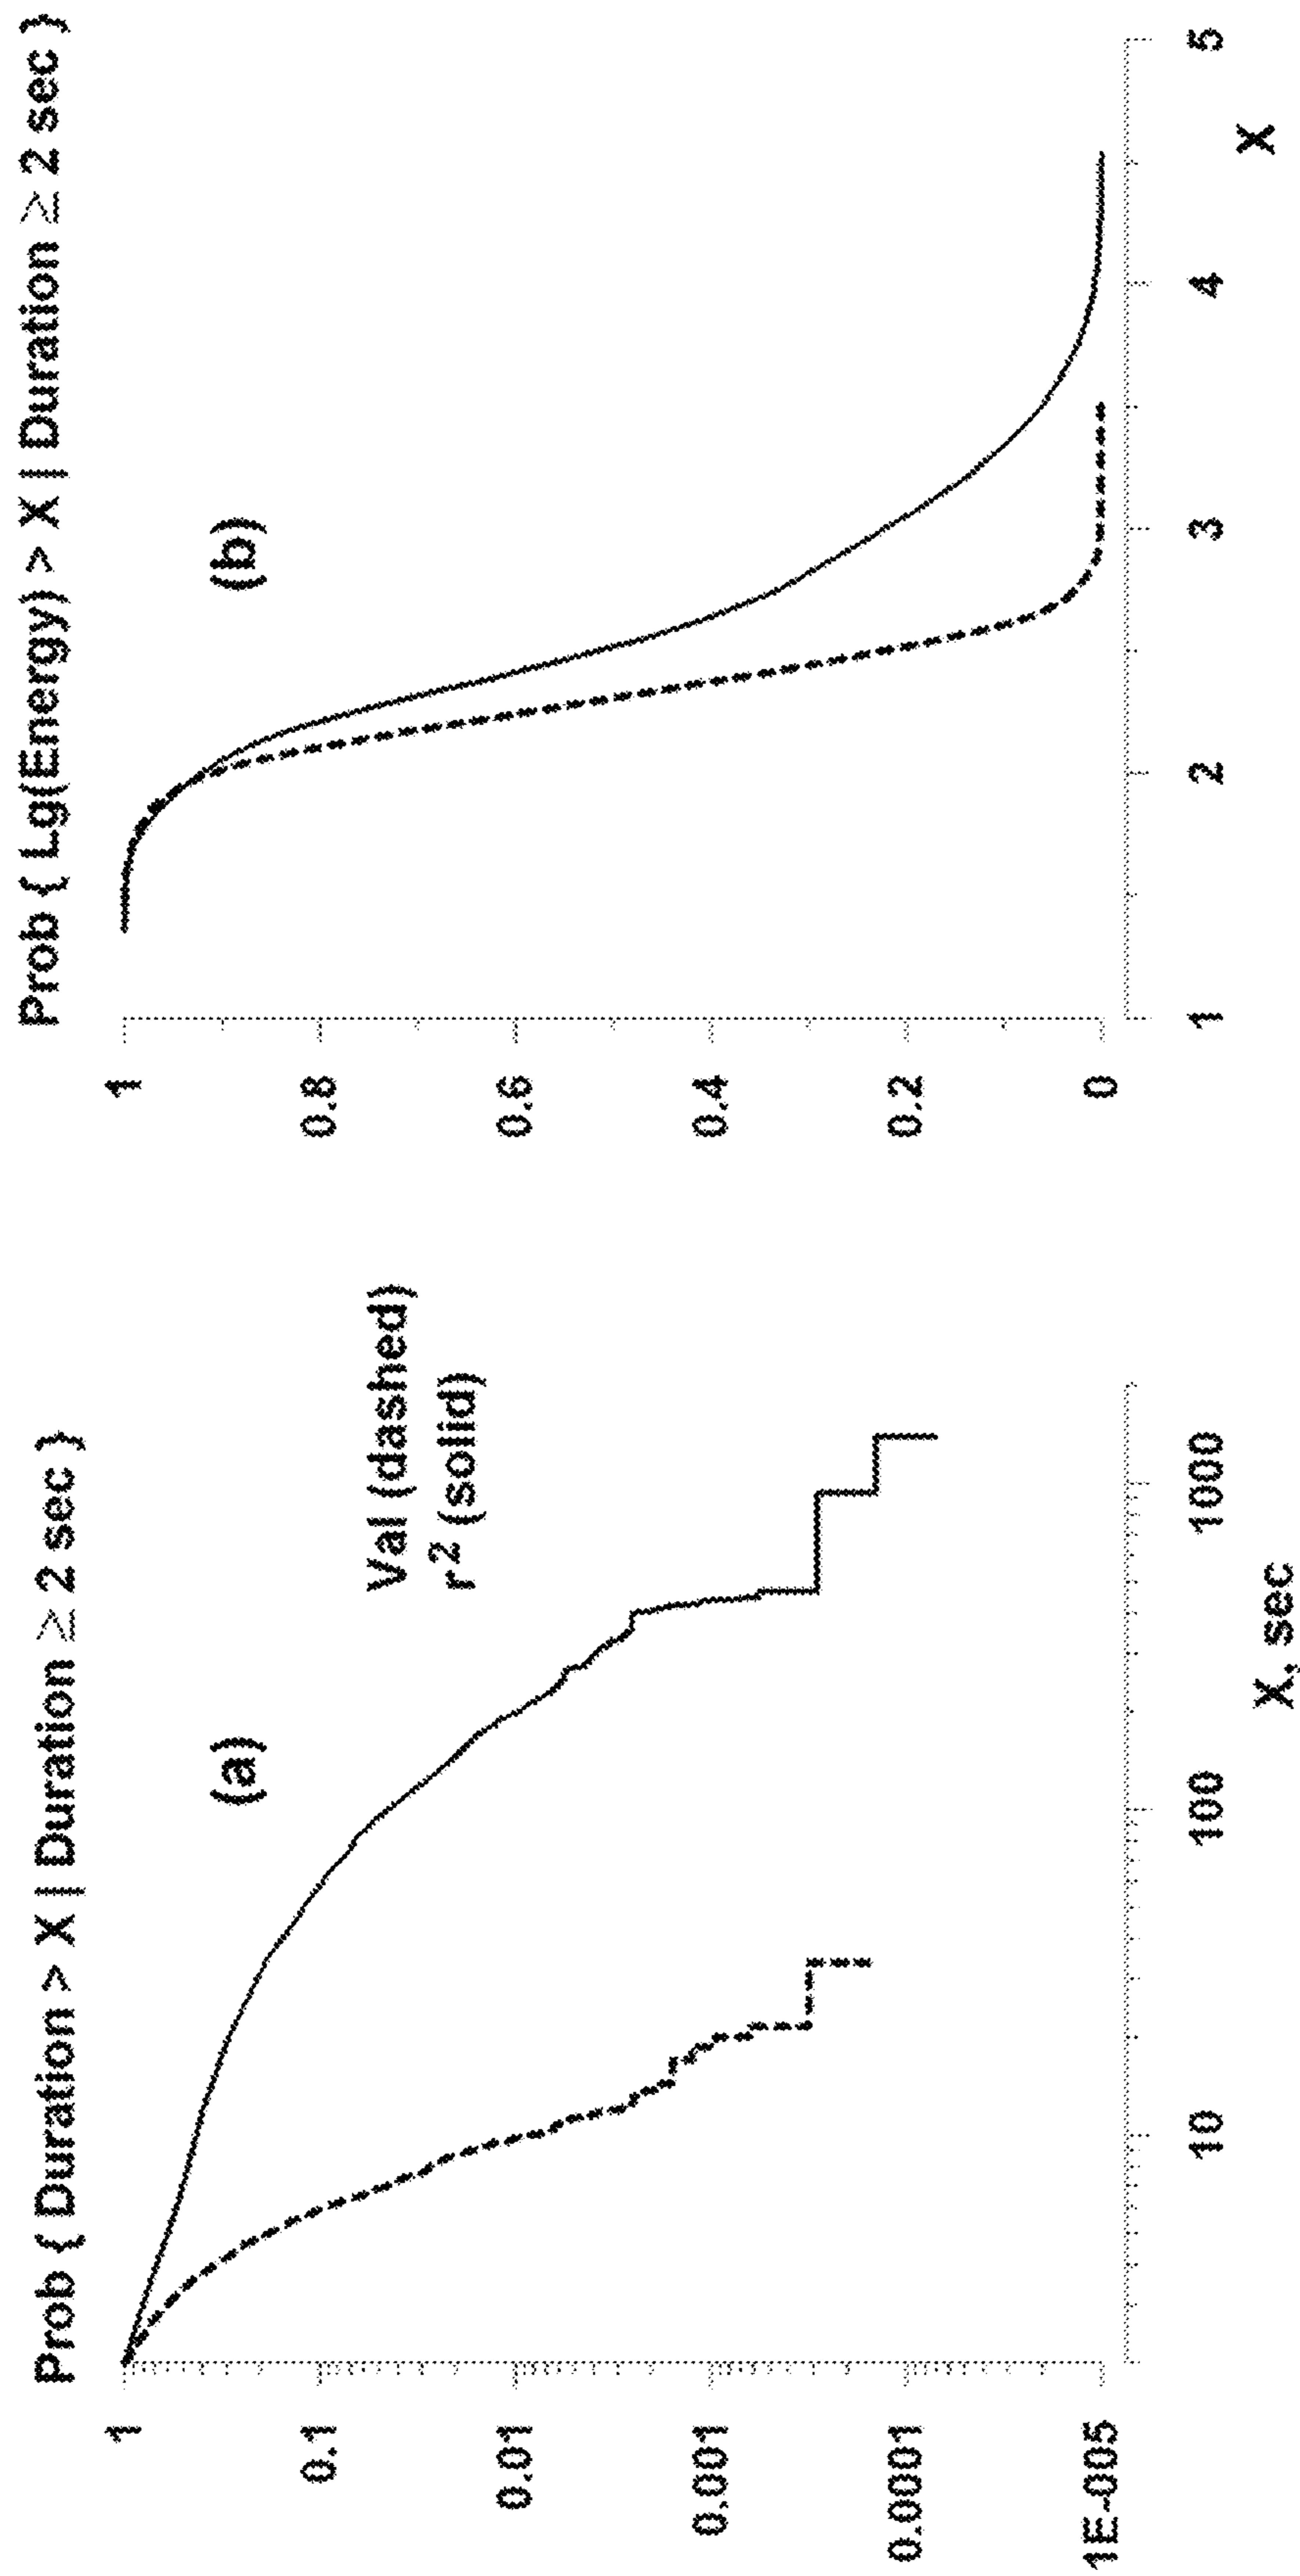 Prob { Duration > X | Duration ≥ 2 sec }
(a)
Val (dashed)
r² (solid)
1
0.1
0.01
0.001
0.0001
1E-005
10
100
1000
X, sec
Prob { Lg(Energy) > X | Duration ≥ 2 sec }
(b)
1
0.8
0.6
0.4
0.2
0
1
2
3
4
5
X